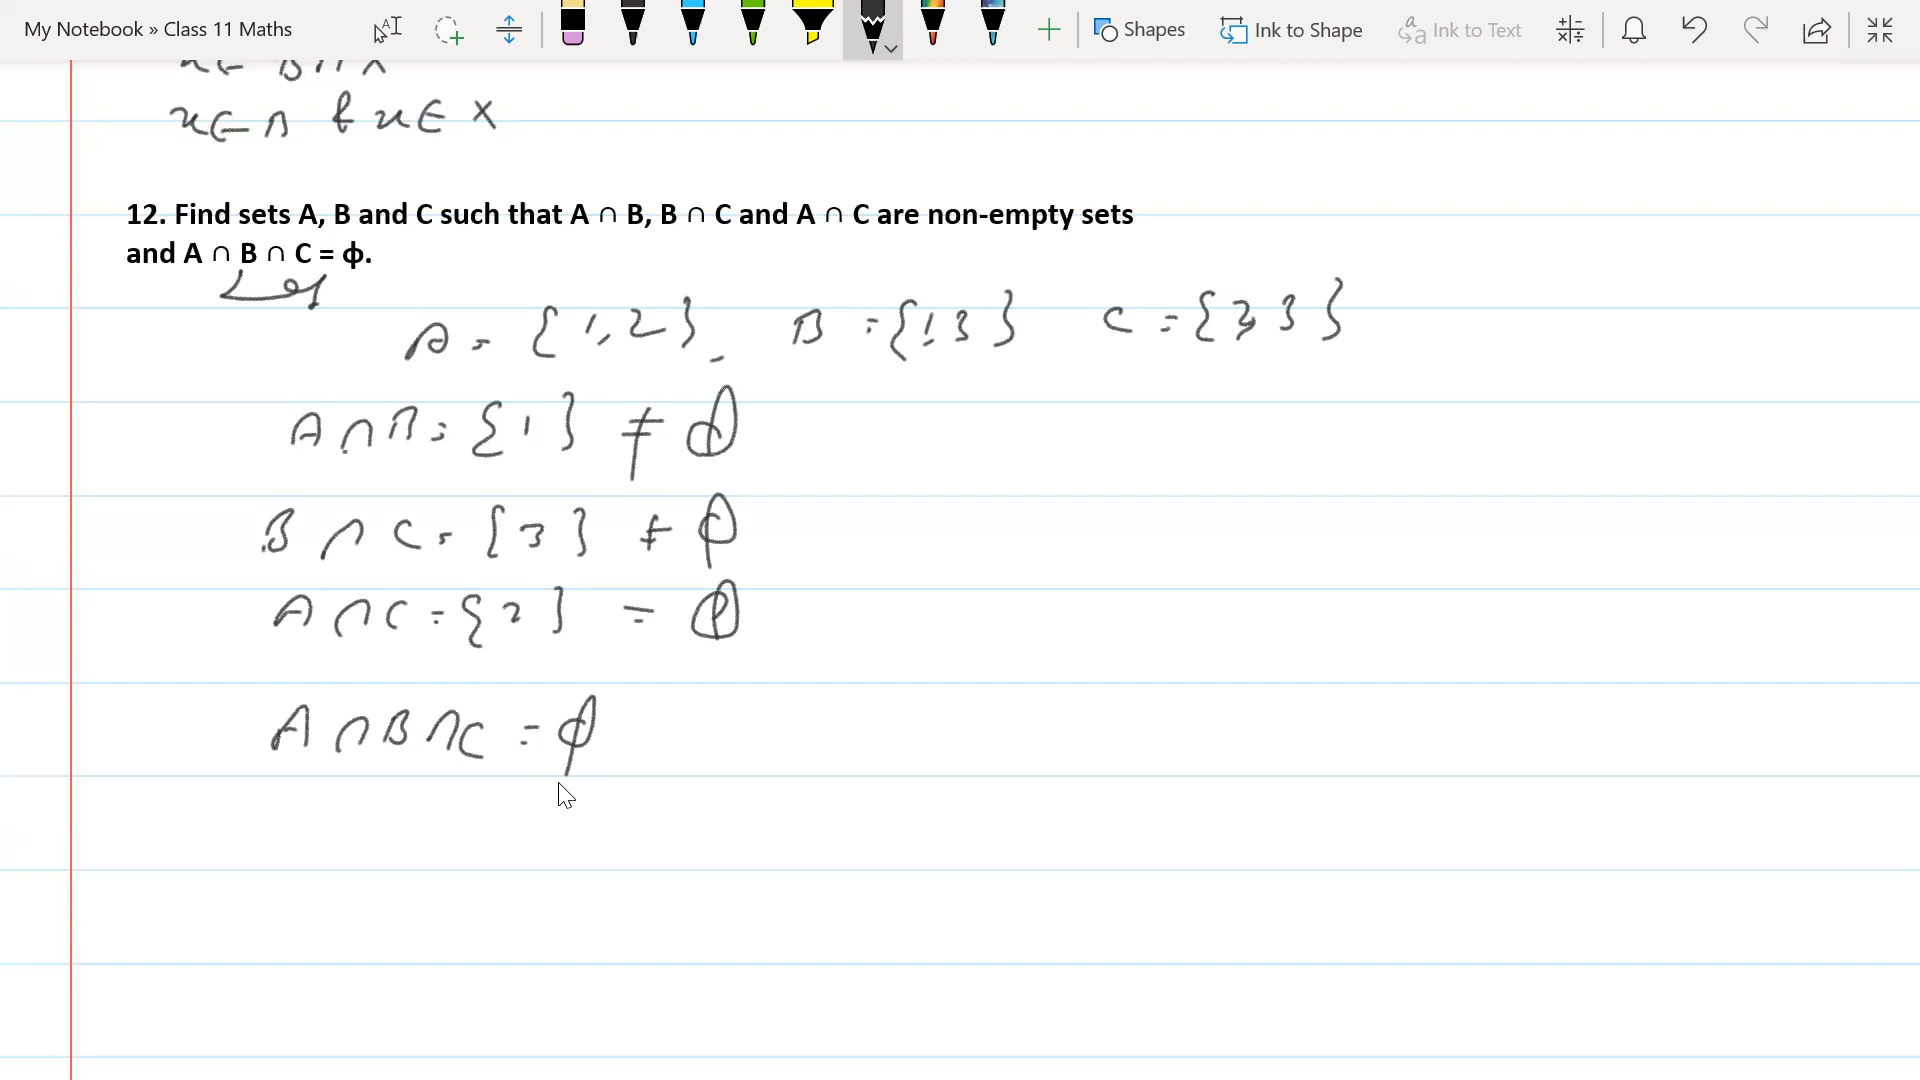 My Notebook » Class 11 Maths
Shapes
Ink to Shape
Ink to Text
x ∈ B ∩ X
x ∈ B & x ∈ X
12. Find sets A, B and C such that A ∩ B, B ∩ C and A ∩ C are non-empty sets
and A ∩ B ∩ C = ф.
Let
A = {1, 2}, B = {1 3} C = {2, 3}
A ∩ B = {1} ≠ ϕ
B ∩ C = {3} ≠ ϕ
A ∩ C = {2} = ϕ
A ∩ B ∩ C = ϕ